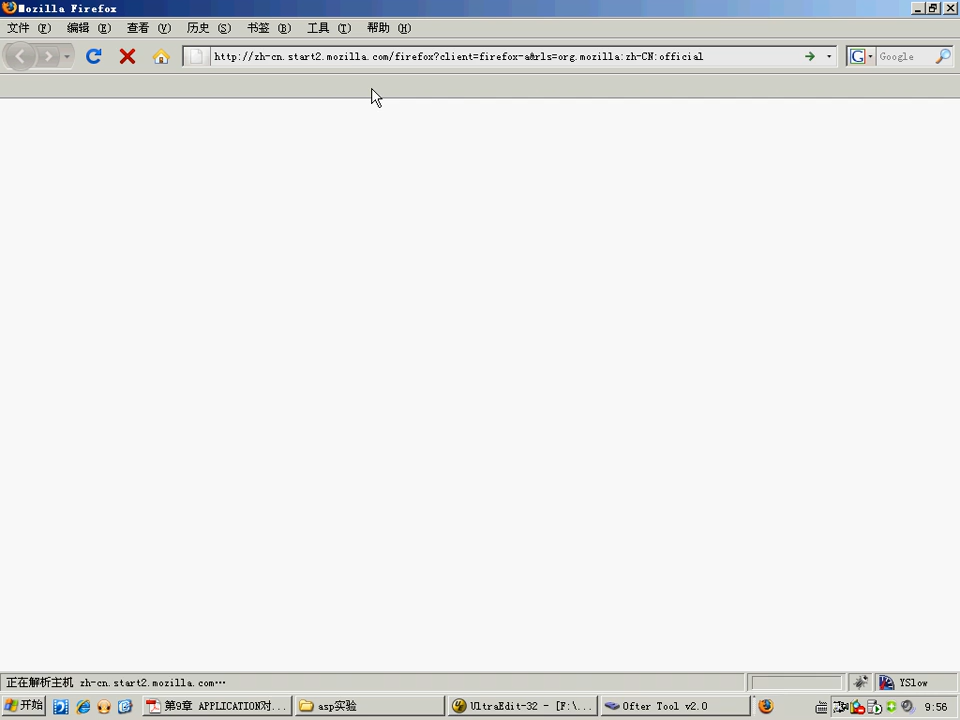 Mozilla Firefox
文件 (F) 编辑 (E) 查看 (V) 历史 (S) 书签 (B) 工具 (T) 帮助 (H)
http://zh-cn.start2.mozilla.com/firefox?client=firefox-a&rls=org.mozilla:zh-CN:official
G Google
正在解析主机 zh-cn.start2.mozilla.com… YSlow
开始 第9章 APPLICATION对... asp实验 UltraEdit-32 - [F:\... Ofter Tool v2.0 9:56